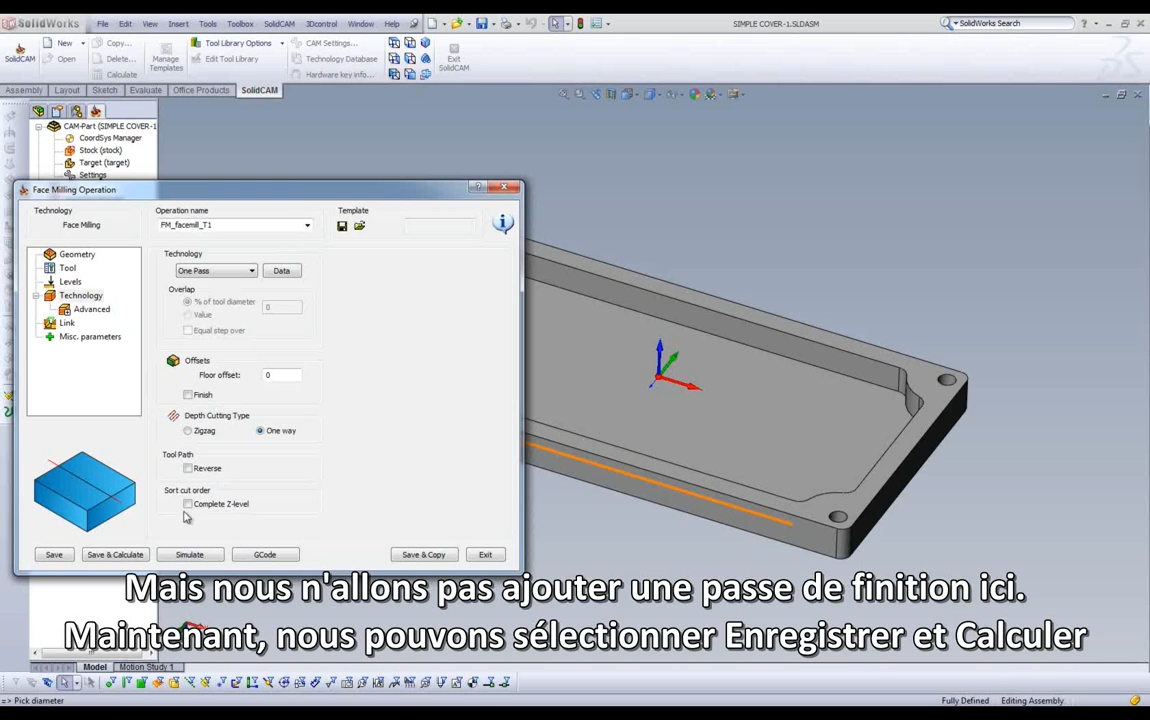 SolidWorks
File Edit View Insert Tools Toolbox SolidCAM 3Dcontrol Window Help
SIMPLE COVER-1.SLDASM
SolidWorks Search
SolidCAM
New
Open
Copy...
Delete...
Calculate
Manage
Templates
Tool Library Options
Edit Tool Library
CAM Settings...
Technology Database
Hardware key info...
Exit
SolidCAM
Assembly Layout Sketch Evaluate Office Products SolidCAM
CAM-Part (SIMPLE COVER-1
CoordSys Manager
Stock (stock)
Target (target)
Settings
Face Milling Operation
Technology
Face Milling
Operation name
FM_facemill_T1
Template
Geometry
Tool
Levels
Technology
Advanced
Link
Misc. parameters
Technology
One Pass
Data
Overlap
% of tool diameter
0
Value
Equal step over
Offsets
Floor offset:
0
Finish
Depth Cutting Type
Zigzag
One way
Tool Path
Reverse
Sort cut order
Complete Z-level
Save
Save & Calculate
Simulate
GCode
Save & Copy
Exit
Mais nous n'allons pas ajouter une passe de finition ici.
Maintenant, nous pouvons sélectionner Enregistrer et Calculer
Model Motion Study 1
=> Pick diameter
Fully Defined
Editing Assembly